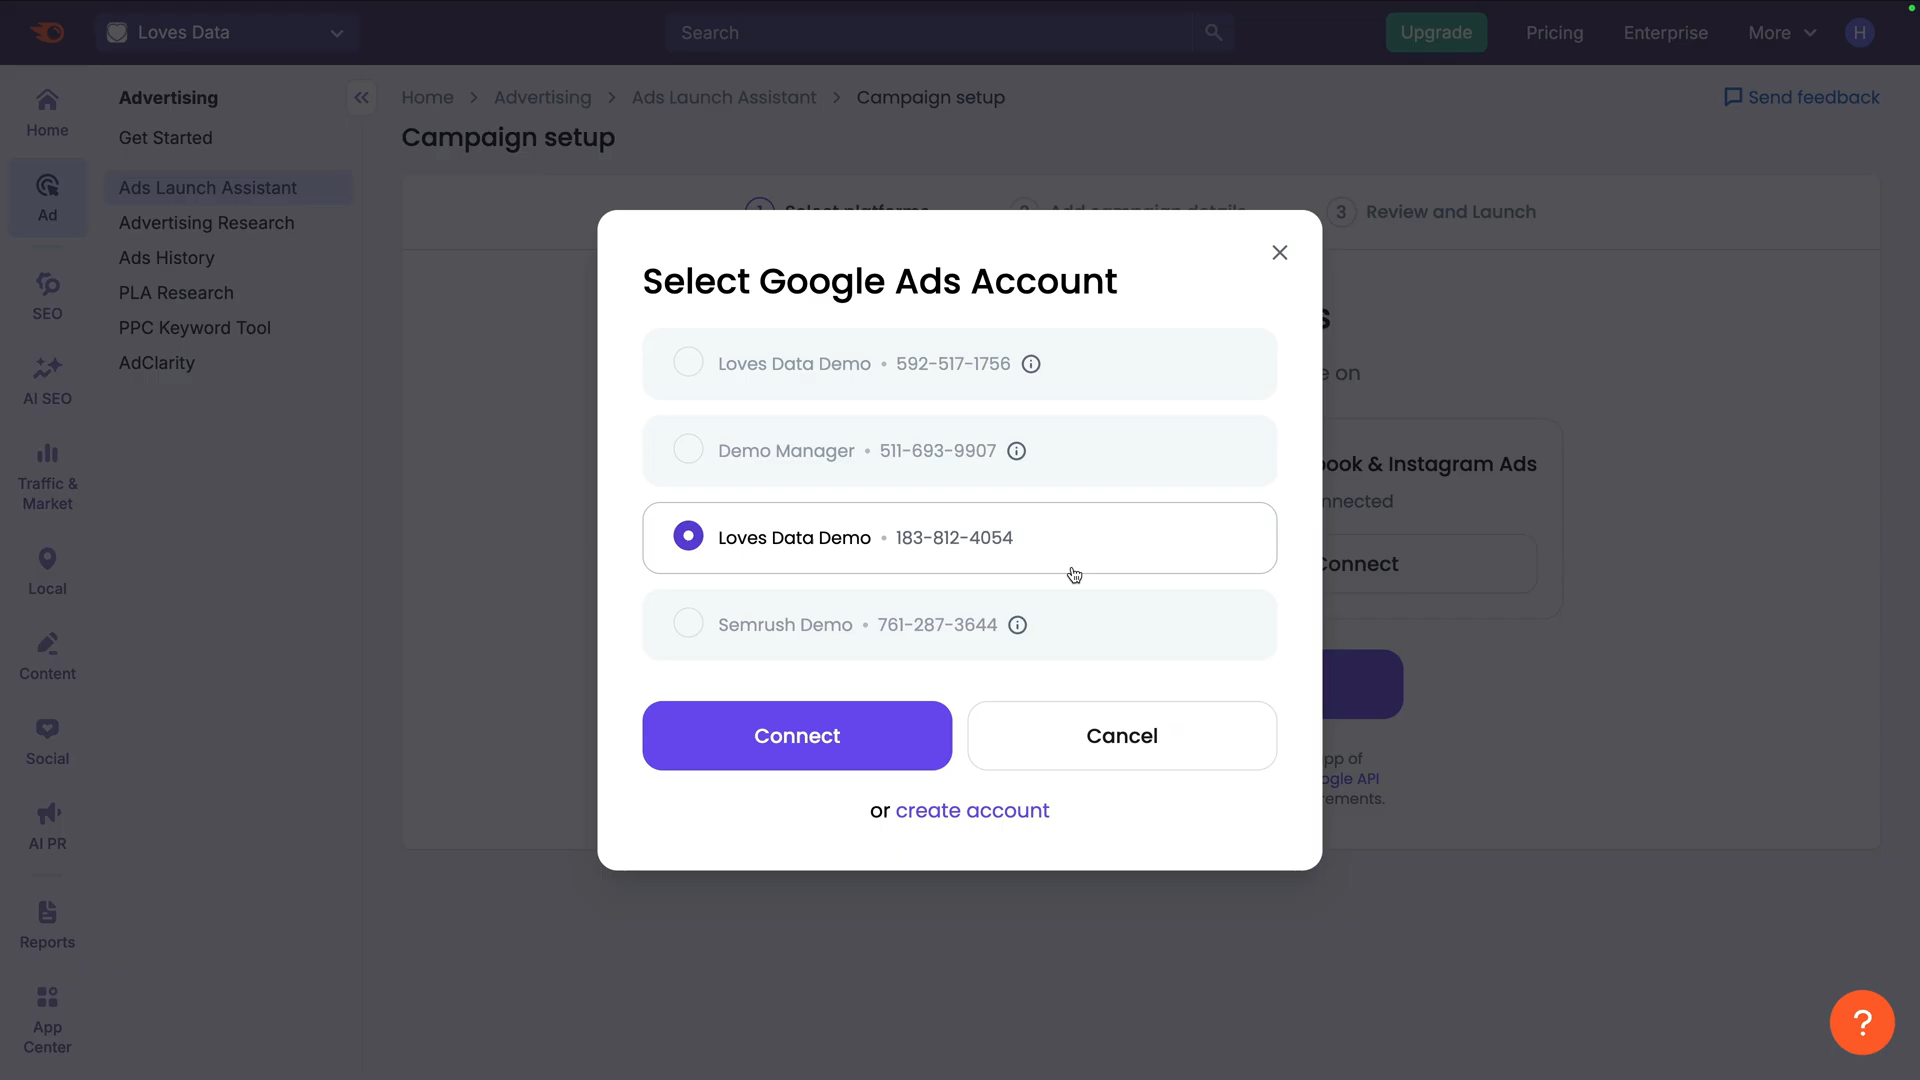 Loves Data
Search
Upgrade
Pricing
Enterprise
More
H
Home
Ad
SEO
AI SEO
Traffic &
Market
Local
Content
Social
AI PR
Reports
App
Center
Advertising
Get Started
Ads Launch Assistant
Advertising Research
Ads History
PLA Research
PPC Keyword Tool
AdClarity
Home > Advertising > Ads Launch Assistant > Campaign setup
Send feedback
Campaign setup
3 Review and Launch
Select Google Ads Account
Loves Data Demo • 592-517-1756
Demo Manager • 511-693-9907
Loves Data Demo • 183-812-4054
Semrush Demo • 761-287-3644
Connect
Cancel
or create account
s
e on
ook & Instagram Ads
nnected
Connect
pp of
ogle API
ements.
?